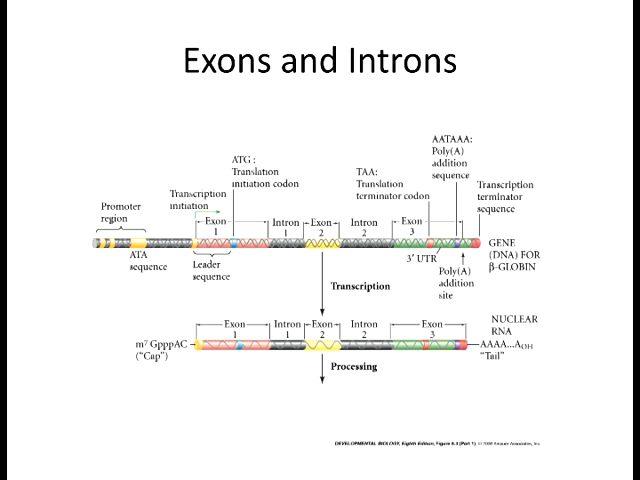 Exons and Introns
AATAAA:
Poly(A)
addition
sequence
ATG :
Translation
initiation codon
TAA:
Translation
terminator codon
Transcription
terminator
sequence
Transcription
initiation
Promoter
region
Exon
1
Intron
1
Exon
2
Intron
2
Exon
3
GENE
(DNA) FOR
β-GLOBIN
ATA
sequence
Leader
sequence
3' UTR
Poly(A)
addition
site
Transcription
NUCLEAR
RNA
Exon
1
Intron
1
Exon
2
Intron
2
Exon
3
m⁷ GpppAC
("Cap")
AAAA...AOH
"Tail"
Processing
DEVELOPMENTAL BIOLOGY, Eighth Edition, Figure 5.3 (Part 1)